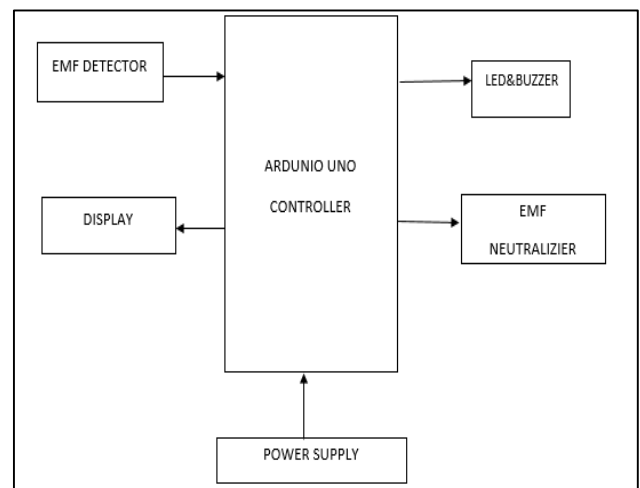 EMF DETECTOR
LED&BUZZER
ARDUNIO UNO
CONTROLLER
DISPLAY
EMF
NEUTRALIZIER
POWER SUPPLY